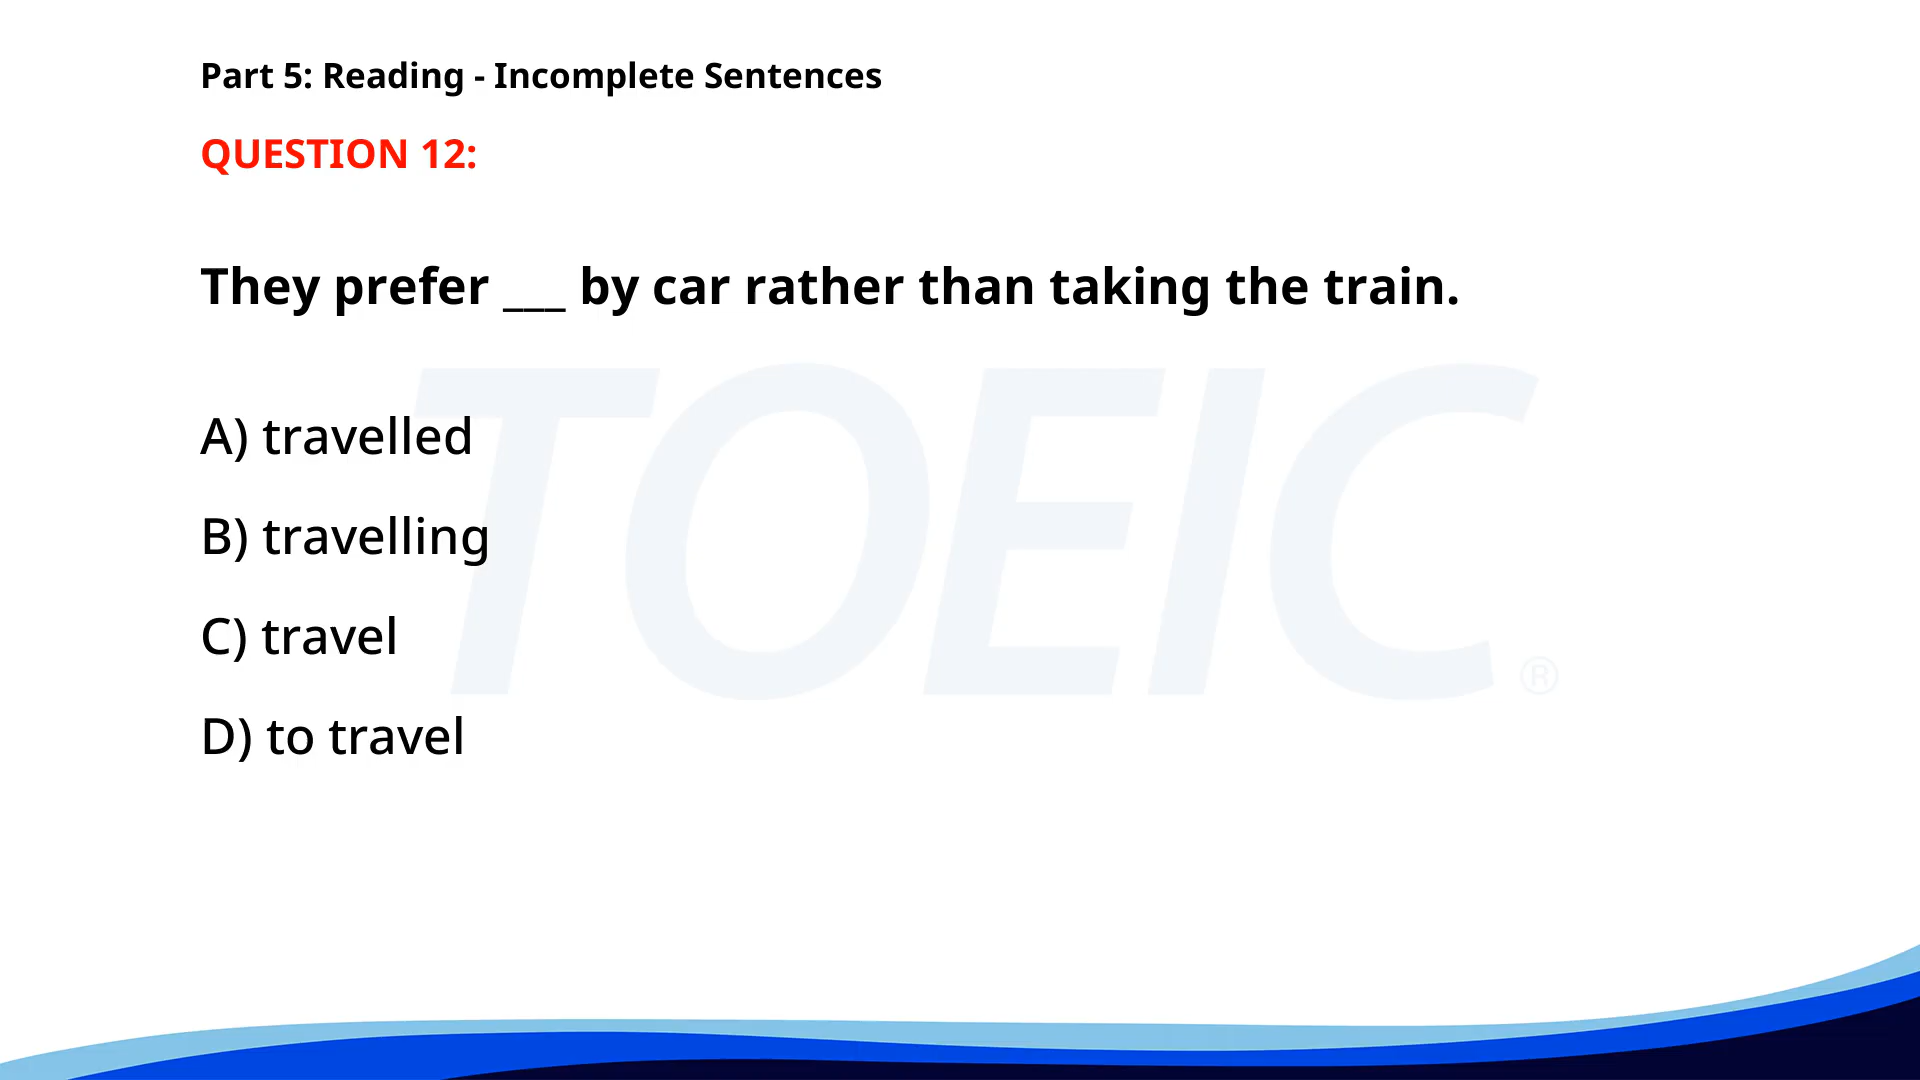 Part 5: Reading - Incomplete Sentences
QUESTION 12:
They prefer ___ by car rather than taking the train.
TOEIC®
A) travelled
B) travelling
C) travel
D) to travel